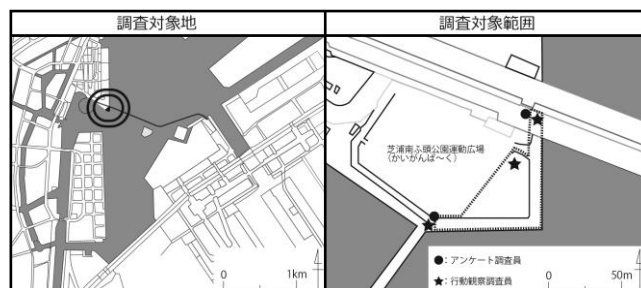 調査対象地
調査対象範囲
芝浦南ふ頭公園運動広場
(かいがんぱ〜く)
●：アンケート調査員
★：行動観察調査員
0 1km
0 50m